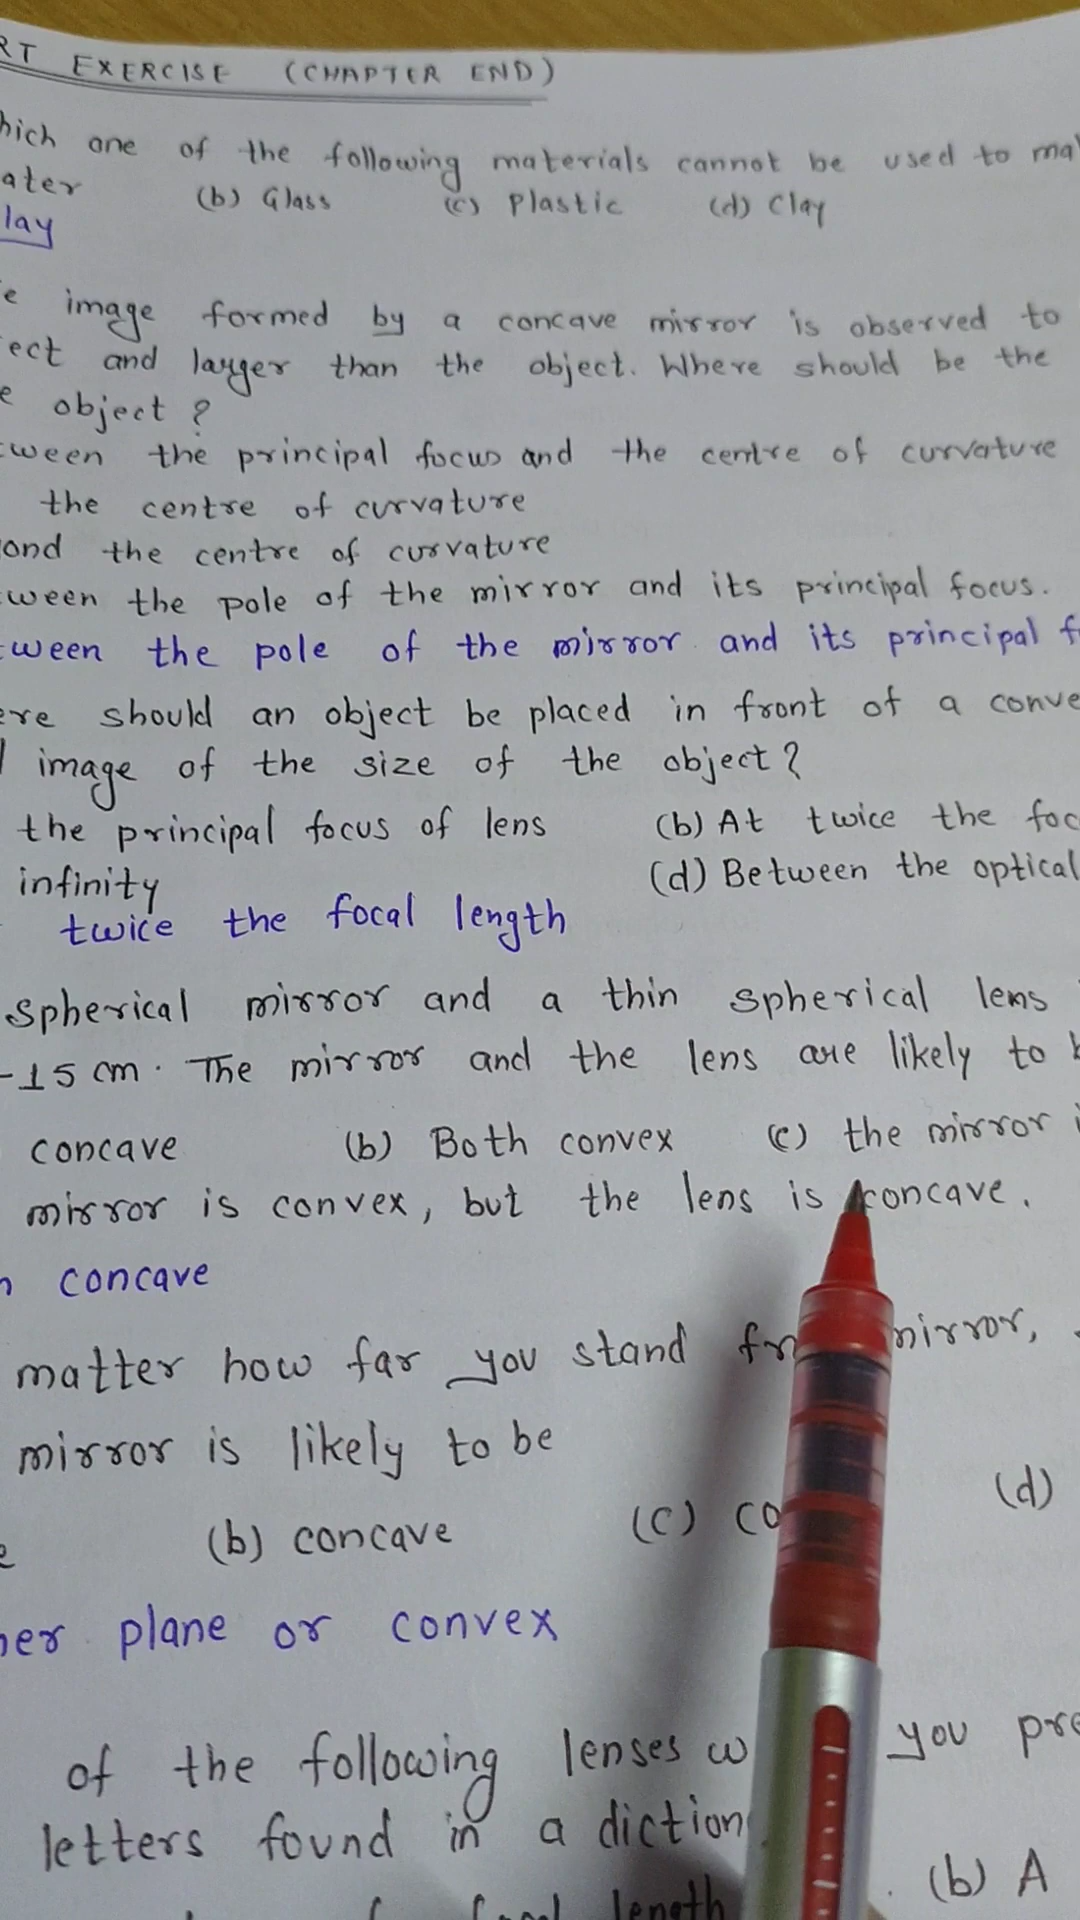 RT EXERCISE (CHAPTER END)
hich one of the following materials cannot be used to ma
ater (b) Glass (c) Plastic (d) Clay
lay
e image formed by a concave mirror is observed to
ect and larger than the object. Where should be the
e object ?
ween the principal focus and the centre of curvature
the centre of curvature
ond the centre of curvature
ween the pole of the mirror and its principal focus.
ween the pole of the mirror and its principal f
ere should an object be placed in front of a conve
image of the size of the object?
the principal focus of lens (b) At twice the foc
infinity (d) Between the optical
twice the focal length
spherical mirror and a thin spherical lens
-15 cm. The mirror and the lens are likely to b
concave (b) Both convex (c) the mirror i
mirror is convex, but the lens is concave.
concave
matter how far you stand fr mirror,
mirror is likely to be
e (b) concave (c) co (d)
her plane or convex
of the following lenses w you pre
letters found in a diction
length (b) A